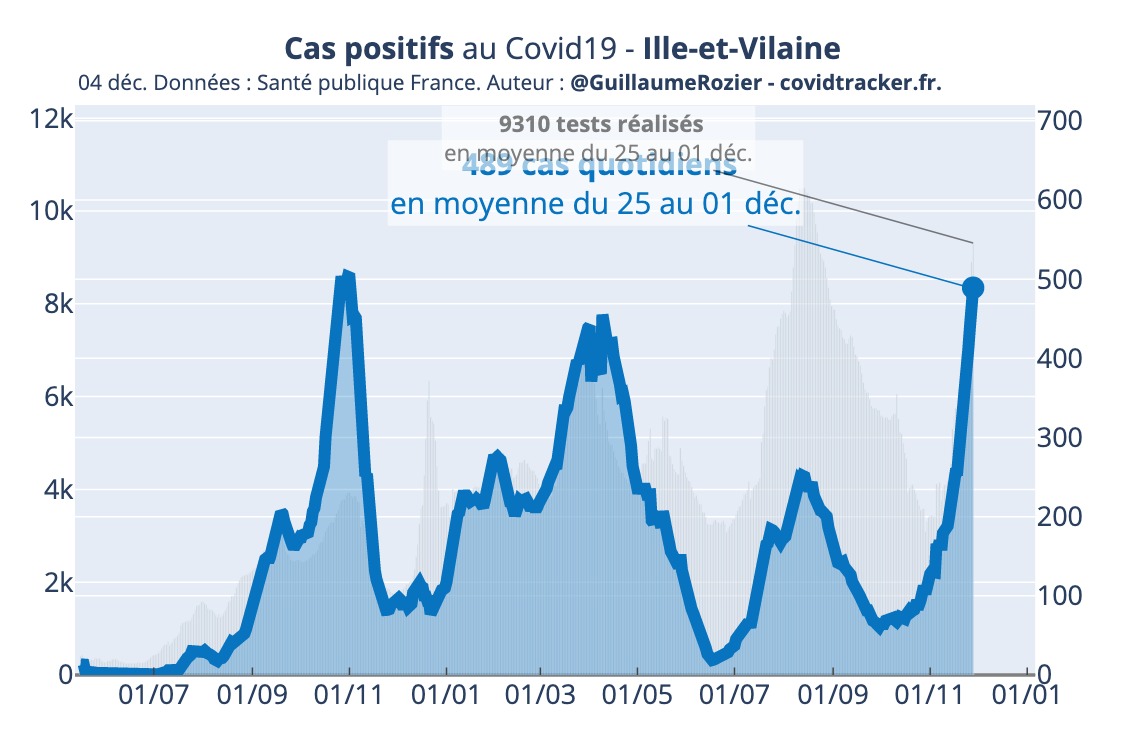 Cas positifs au Covid19 - Ille-et-Vilaine
04 déc. Données : Santé publique France. Auteur : @GuillaumeRozier - covidtracker.fr.
9310 tests réalisés
en moyenne du 25 au 01 déc.
489 cas quotidiens
en moyenne du 25 au 01 déc.
12k
10k
8k
6k
4k
2k
0
700
600
500
400
300
200
100
0
01/07 01/09 01/11 01/01 01/03 01/05 01/07 01/09 01/11 01/01